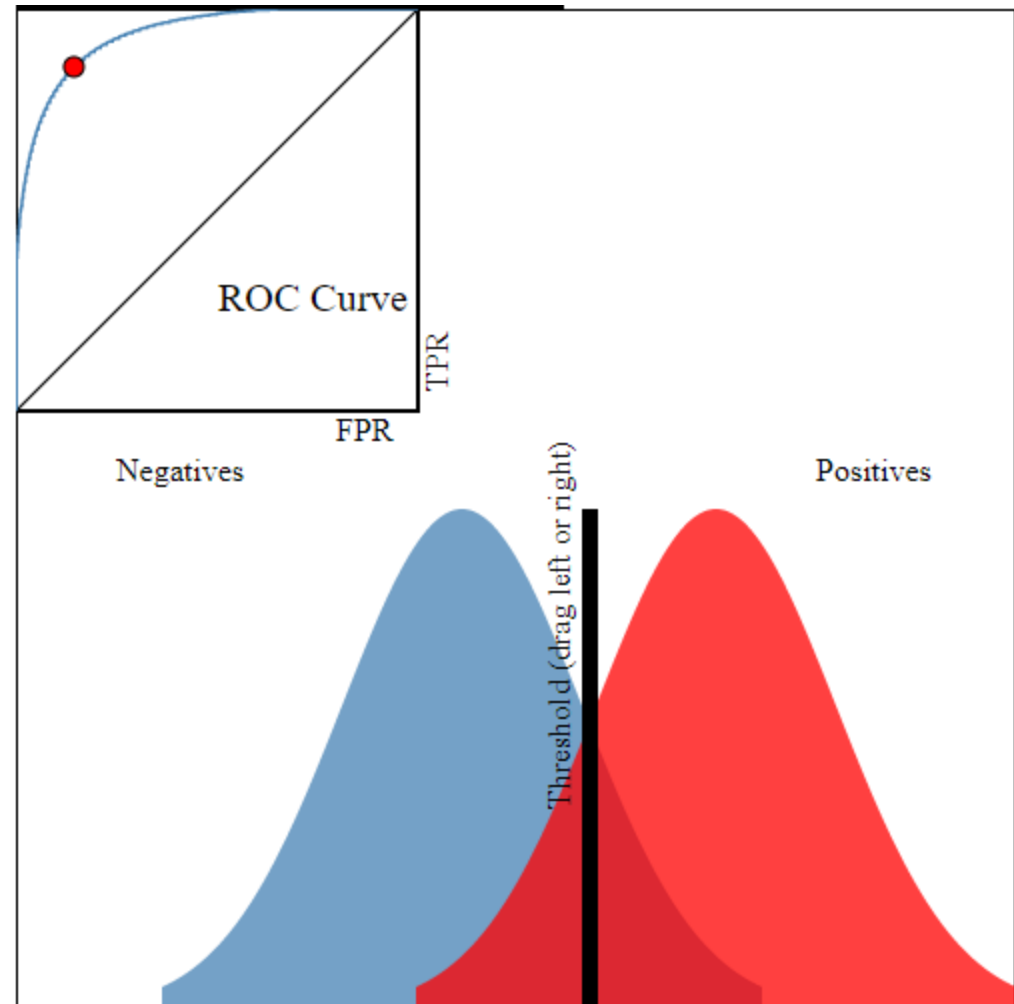 ROC Curve
TPR
FPR
Negatives
Threshold (drag left or right)
Positives